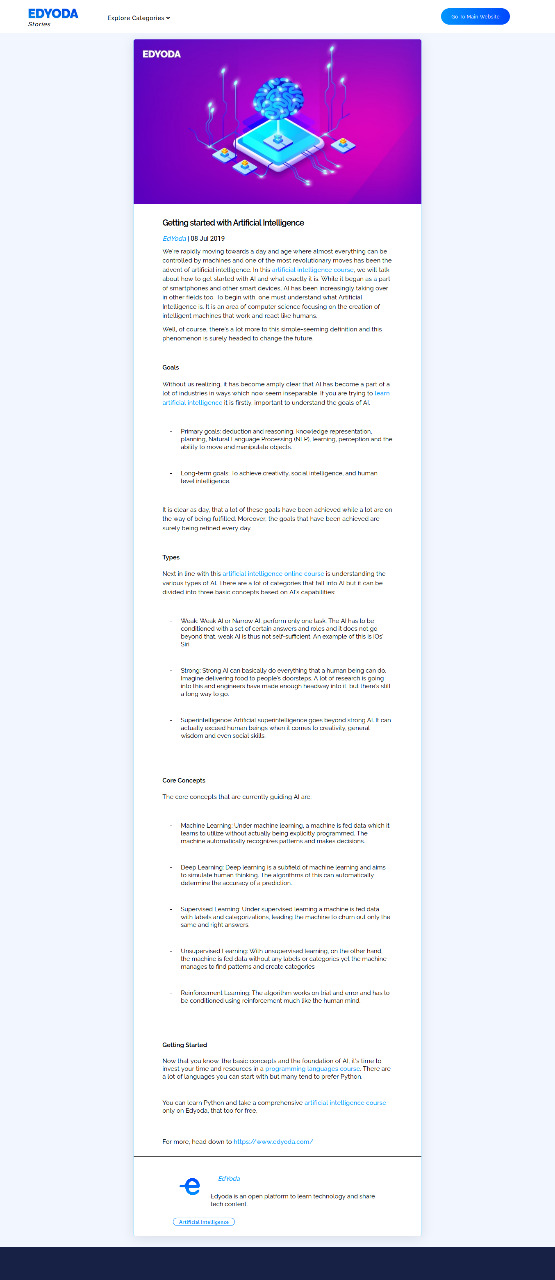 EDYODA
Stories
Explore Categories
Go To Main Website
EDYODA
Getting started with Artificial Intelligence
EdYoda | 08 Jul 2019
We're rapidly moving towards a day and age where almost everything can be
controlled by machines and one of the most revolutionary moves has been the
advent of artificial intelligence. In this artificial intelligence course, we will talk
about how to get started with AI and what exactly it is. While it began as a part
of smartphones and other smart devices, AI has been increasingly taking over
in other fields too. To begin with, one must understand what Artificial
Intelligence is. It is an area of computer science focusing on the creation of
intelligent machines that work and react like humans.
Well, of course, there's a lot more to this simple-seeming definition and this
phenomenon is surely headed to change the future.
Goals
Without us realizing, it has become amply clear that AI has become a part of a
lot of industries in ways which now seem inseparable. If you are trying to learn
artificial intelligence it is firstly, important to understand the goals of AI.
- Primary goals: deduction and reasoning, knowledge representation,
planning, Natural Language Processing (NLP), learning, perception and the
ability to move and manipulate objects.
- Long-term goals: To achieve creativity, social intelligence, and human
level intelligence.
It is clear as day, that a lot of these goals have been achieved while a lot are on
the way of being fulfilled. Moreover, the goals that have been achieved are
surely being refined every day.
Types
Next in line with this artificial intelligence online course is understanding the
various types of AI. There are a lot of categories that fall into AI but it can be
divided into three basic concepts based on AI's capabilities:
- Weak: Weak AI or Narrow AI, perform only one task. The AI has to be
conditioned with a set of certain answers and roles and it does not go
beyond that, weak AI is thus not self-sufficient. An example of this is iOs'
Siri.
- Strong: Strong AI can basically do everything that a human being can do.
Imagine delivering food to people's doorsteps. A lot of research is going
into this and engineers have made enough headway into it, but there's still
a long way to go.
- Superintelligence: Artificial superintelligence goes beyond strong AI. It can
actually exceed human beings when it comes to creativity, general
wisdom and even social skills.
Core Concepts
The core concepts that are currently guiding AI are:
- Machine Learning: Under machine learning, a machine is fed data which it
learns to utilize without actually being explicitly programmed. The
machine automatically recognizes patterns and makes decisions.
- Deep Learning: Deep learning is a subfield of machine learning and aims
to simulate human thinking. The algorithms of this can automatically
determine the accuracy of a prediction.
- Supervised Learning: Under supervised learning a machine is fed data
with labels and categorizations, leading the machine to churn out only the
same and right answers.
- Unsupervised Learning: With unsupervised learning, on the other hand,
the machine is fed data without any labels or categories yet the machine
manages to find patterns and create categories.
- Reinforcement Learning: The algorithm works on trial and error and has to
be conditioned using reinforcement much like the human mind.
Getting Started
Now that you know, the basic concepts and the foundation of AI, it's time to
invest your time and resources in a programming languages course. There are
a lot of languages you can start with but many tend to prefer Python.
You can learn Python and take a comprehensive artificial intelligence course
only on Edyoda, that too for free.
For more, head down to https://www.edyoda.com/
EdYoda
Edyoda is an open platform to learn technology and share
tech content.
Artificial Intelligence